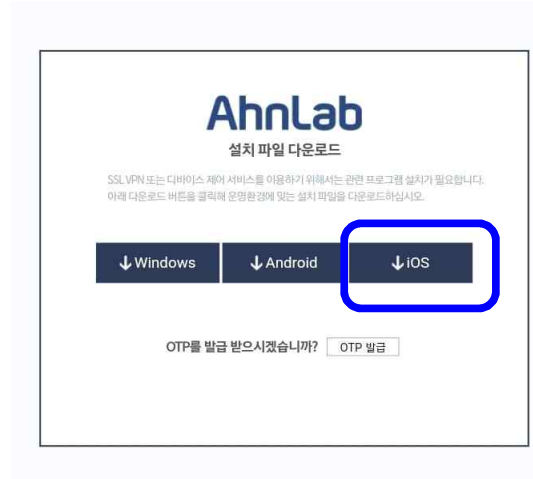 AhnLab
설치 파일 다운로드
SSL VPN 또는 디바이스 제어 서비스를 이용하기 위해서는 관련 프로그램 설치가 필요합니다.
아래 다운로드 버튼을 클릭해 운영환경에 맞는 설치 파일을 다운로드하십시오.
↓ Windows ↓ Android ↓ iOS
OTP를 발급 받으시겠습니까? OTP 발급